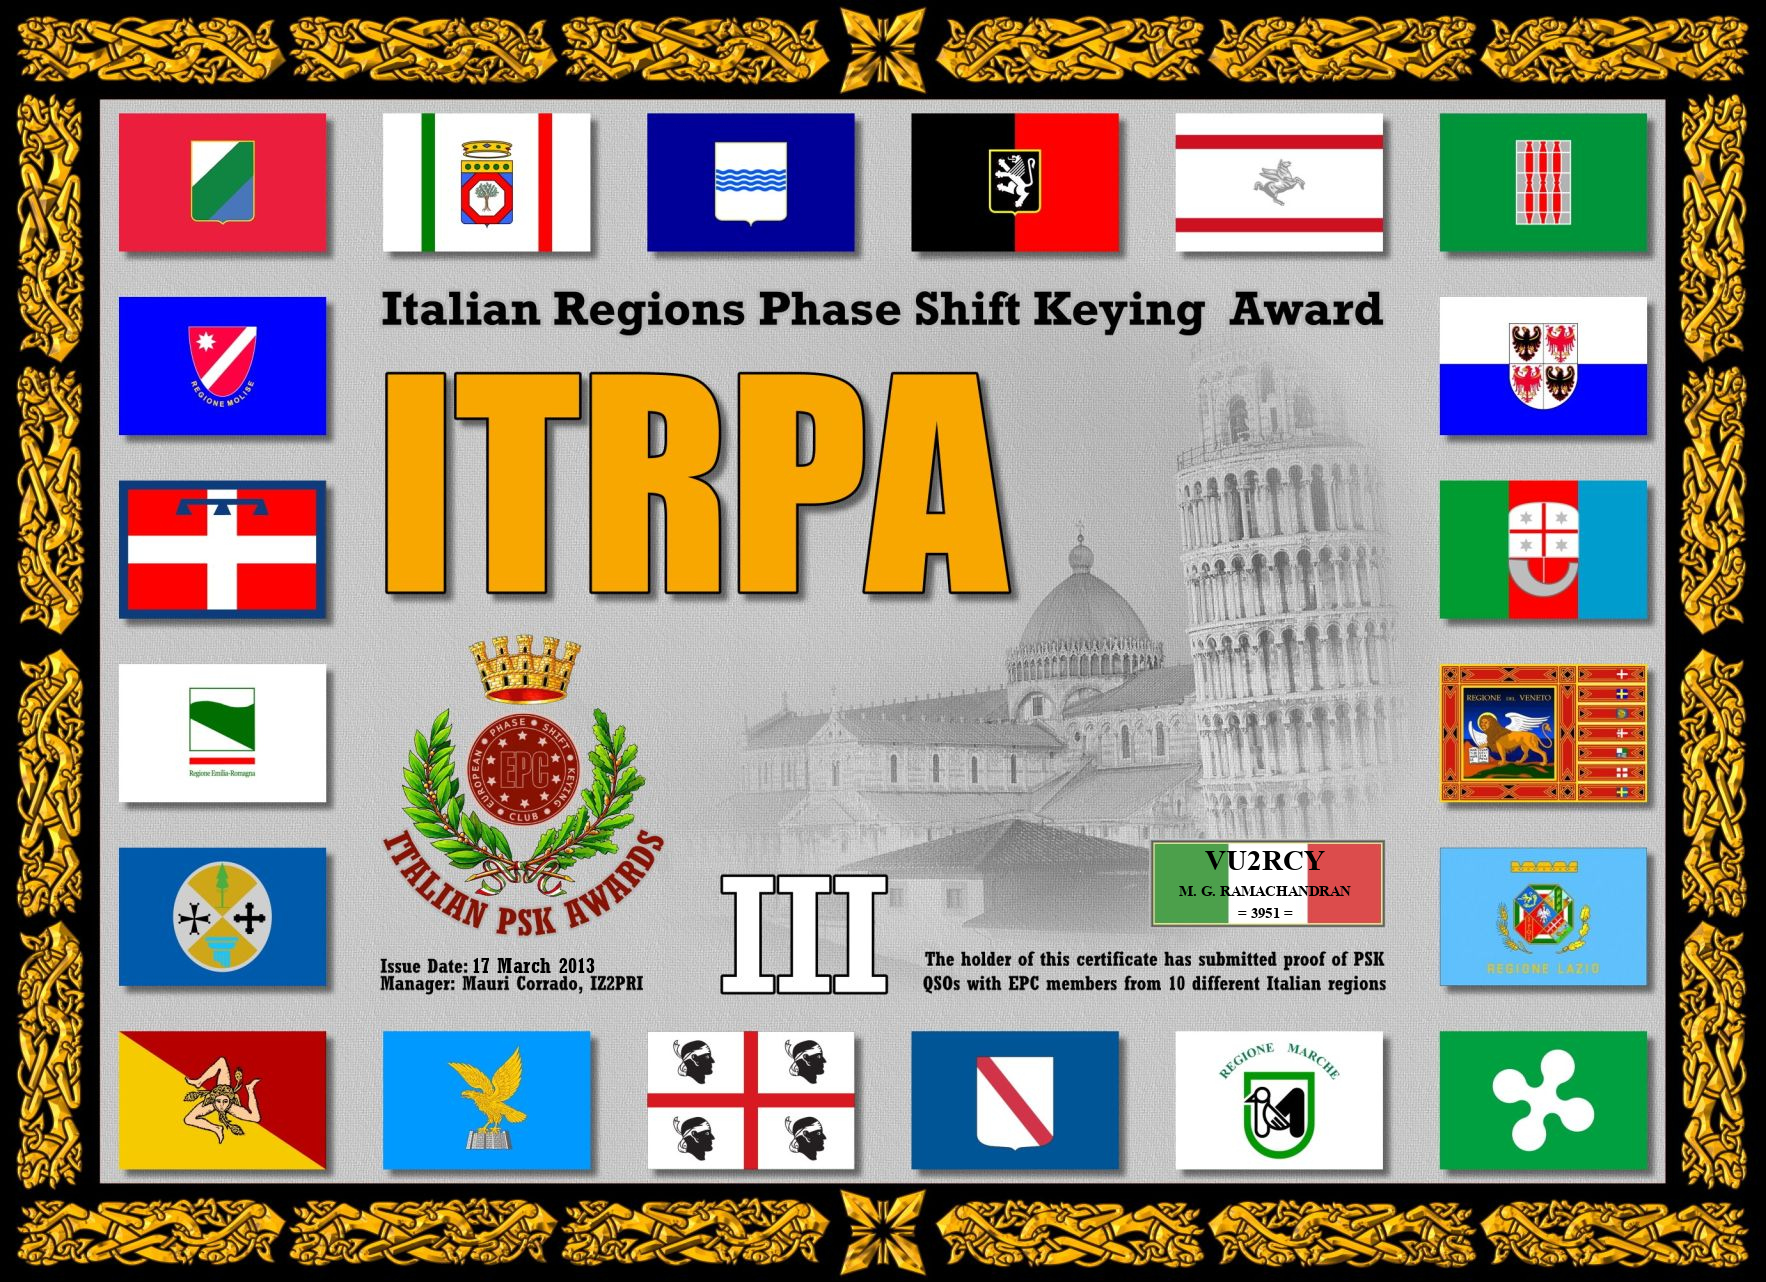 Italian Regions Phase Shift Keying Award
ITRPA
REGIONE MOLISE
REGIONE DEL VENETO
Regione Emilia-Romagna
EUROPEAN • PHASE • SHIFT • KEYING • CLUB
EPC
ITALIAN PSK AWARDS
III
VU2RCY
M. G. RAMACHANDRAN
= 3951 =
Issue Date: 17 March 2013
Manager: Mauri Corrado, IZ2PRI
The holder of this certificate has submitted proof of PSK
QSOs with EPC members from 10 different Italian regions
REGIONE LAZIO
REGIONE MARCHE